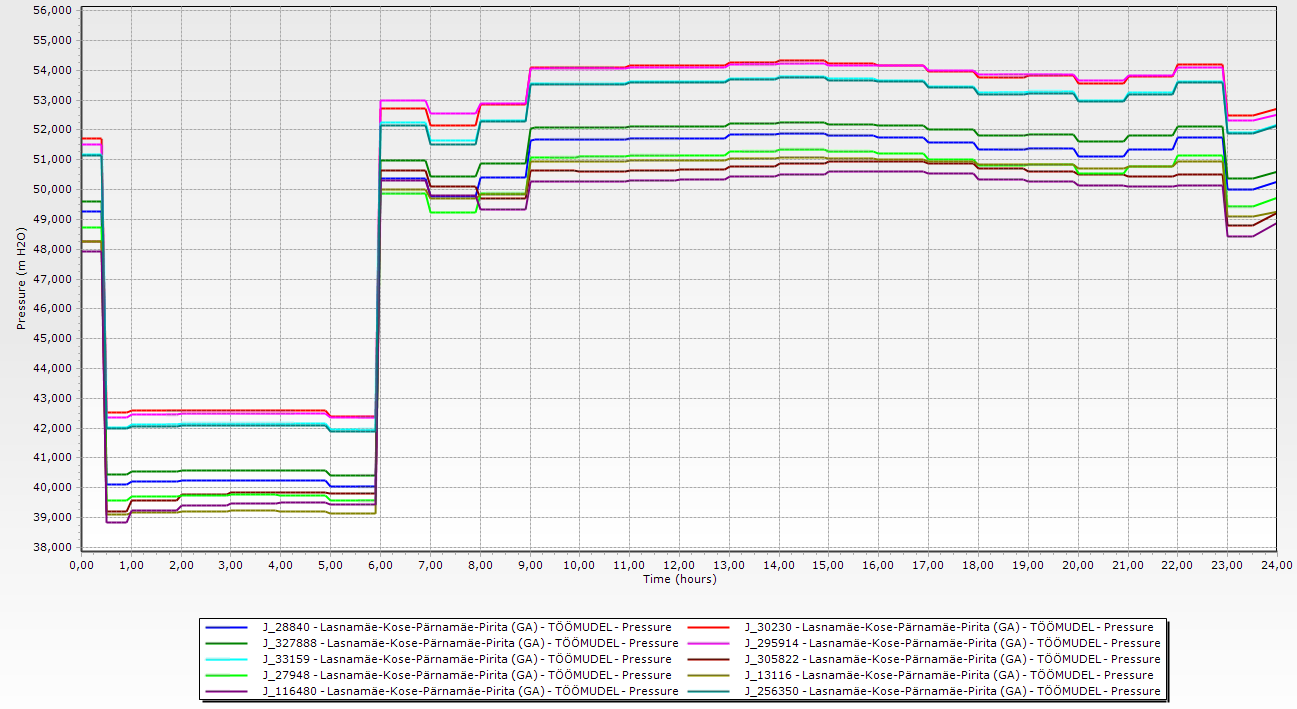 56,000
55,000
54,000
53,000
52,000
51,000
50,000
49,000
48,000
47,000
46,000
45,000
44,000
43,000
42,000
41,000
40,000
39,000
38,000
Pressure (m H2O)
0,00 1,00 2,00 3,00 4,00 5,00 6,00 7,00 8,00 9,00 10,00 11,00 12,00 13,00 14,00 15,00 16,00 17,00 18,00 19,00 20,00 21,00 22,00 23,00 24,00
Time (hours)
J_28840 - Lasnamäe-Kose-Pärnamäe-Pirita (GA) - TÖÖMUDEL - Pressure J_30230 - Lasnamäe-Kose-Pärnamäe-Pirita (GA) - TÖÖMUDEL - Pressure
J_327888 - Lasnamäe-Kose-Pärnamäe-Pirita (GA) - TÖÖMUDEL - Pressure J_295914 - Lasnamäe-Kose-Pärnamäe-Pirita (GA) - TÖÖMUDEL - Pressure
J_33159 - Lasnamäe-Kose-Pärnamäe-Pirita (GA) - TÖÖMUDEL - Pressure J_305822 - Lasnamäe-Kose-Pärnamäe-Pirita (GA) - TÖÖMUDEL - Pressure
J_27948 - Lasnamäe-Kose-Pärnamäe-Pirita (GA) - TÖÖMUDEL - Pressure J_13116 - Lasnamäe-Kose-Pärnamäe-Pirita (GA) - TÖÖMUDEL - Pressure
J_116480 - Lasnamäe-Kose-Pärnamäe-Pirita (GA) - TÖÖMUDEL - Pressure J_256350 - Lasnamäe-Kose-Pärnamäe-Pirita (GA) - TÖÖMUDEL - Pressure